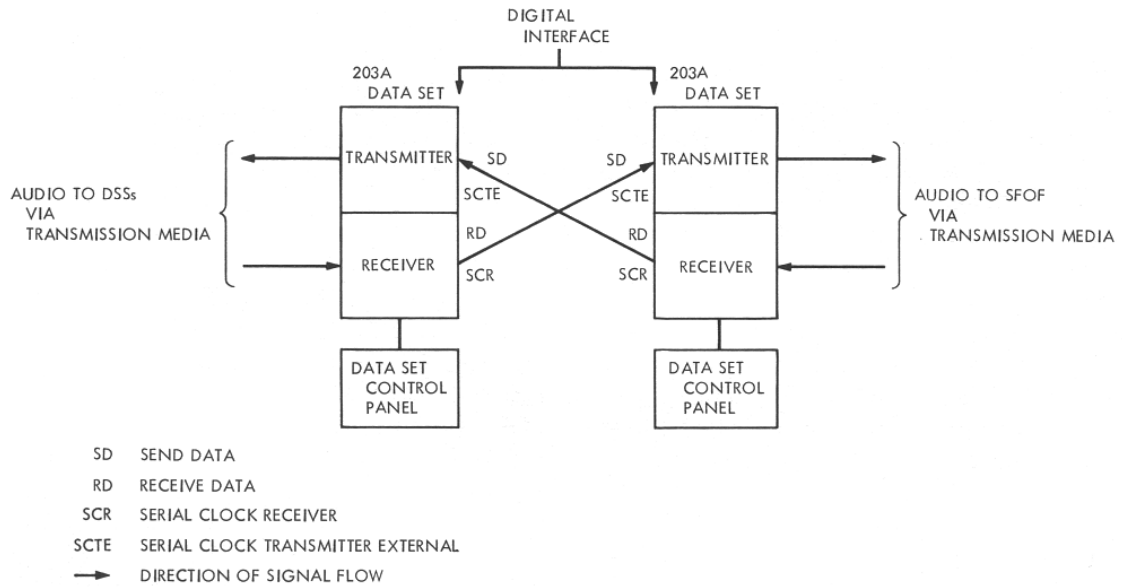 DIGITAL
INTERFACE
203A
DATA SET
203A
DATA SET
TRANSMITTER
SD
SD
TRANSMITTER
SCTE
SCTE
AUDIO TO DSSs
VIA
TRANSMISSION MEDIA
AUDIO TO SFOF
VIA
TRANSMISSION MEDIA
RD
RD
RECEIVER
SCR
SCR
RECEIVER
DATA SET
CONTROL
PANEL
DATA SET
CONTROL
PANEL
SD SEND DATA
RD RECEIVE DATA
SCR SERIAL CLOCK RECEIVER
SCTE SERIAL CLOCK TRANSMITTER EXTERNAL
DIRECTION OF SIGNAL FLOW